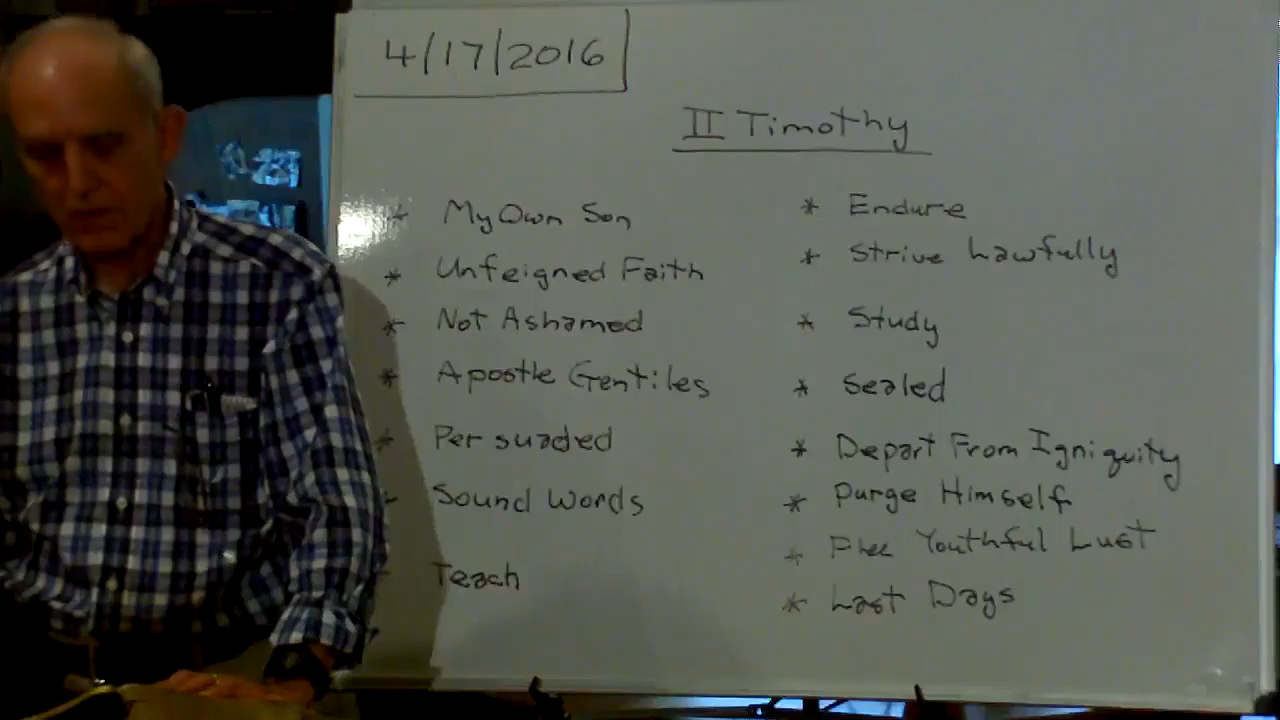 4/17/2016
II Timothy
* My Own Son
* Unfeigned Faith
* Not Ashamed
* Apostle Gentiles
* Persuaded
* Sound Words
* Teach
* Endure
* Strive Lawfully
* Study
* Sealed
* Depart From Igniquity
* Purge Himself
* Flee Youthful Lust
* Last Days